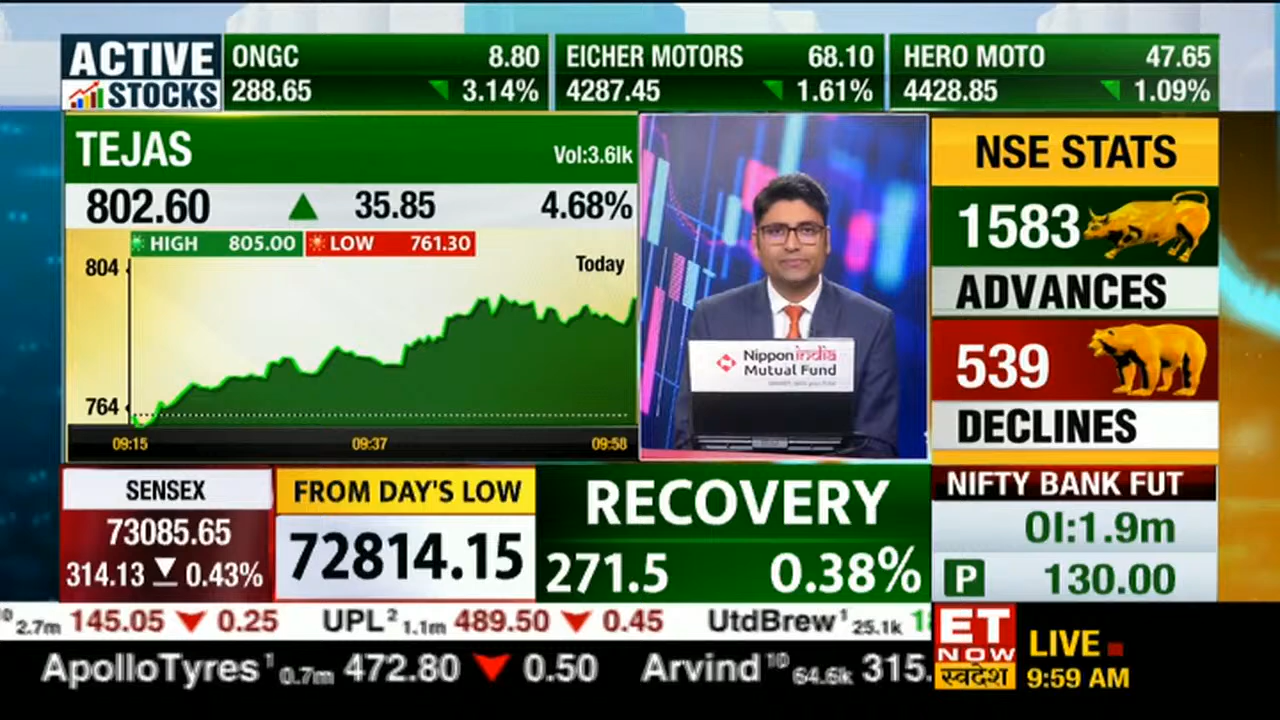 ACTIVE STOCKS
ONGC 8.80
288.65 3.14%
EICHER MOTORS 68.10
4287.45 1.61%
HERO MOTO 47.65
4428.85 1.09%
TEJAS Vol:3.6lk
802.60 35.85 4.68%
HIGH 805.00 LOW 761.30
Today
804
764
09:15 09:37 09:58
Nippon india
Mutual Fund
NSE STATS
1583
ADVANCES
539
DECLINES
SENSEX
73085.65
314.13 0.43%
FROM DAY'S LOW
72814.15
RECOVERY
271.5 0.38%
NIFTY BANK FUT
OI:1.9m
P 130.00
2.7m 145.05 0.25 UPL 2 1.1m 489.50 0.45 UtdBrew 1 25.1k
ApolloTyres 1 0.7m 472.80 0.50 Arvind 10 64.6k 315.
ET
NOW
स्वदेश
LIVE
9:59 AM